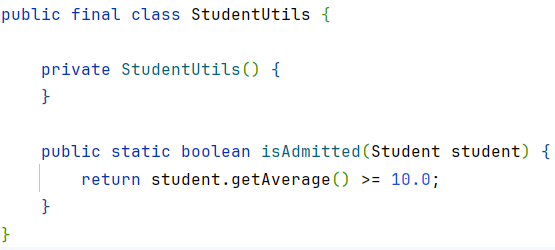 public final class StudentUtils {
private StudentUtils() {
}
public static boolean isAdmitted(Student student) {
return student.getAverage() >= 10.0;
}
}